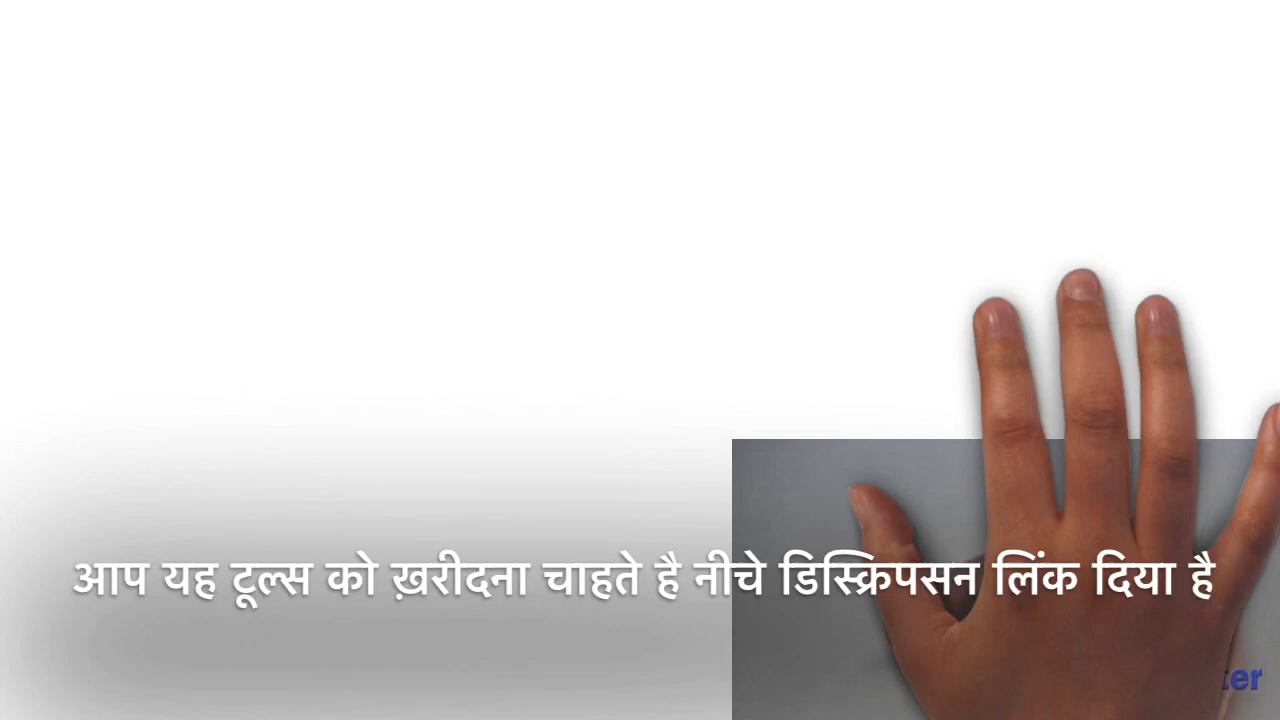 आप यह टूल्स को ख़रीदना चाहते है नीचे डिस्क्रिपसन लिंक दिया है